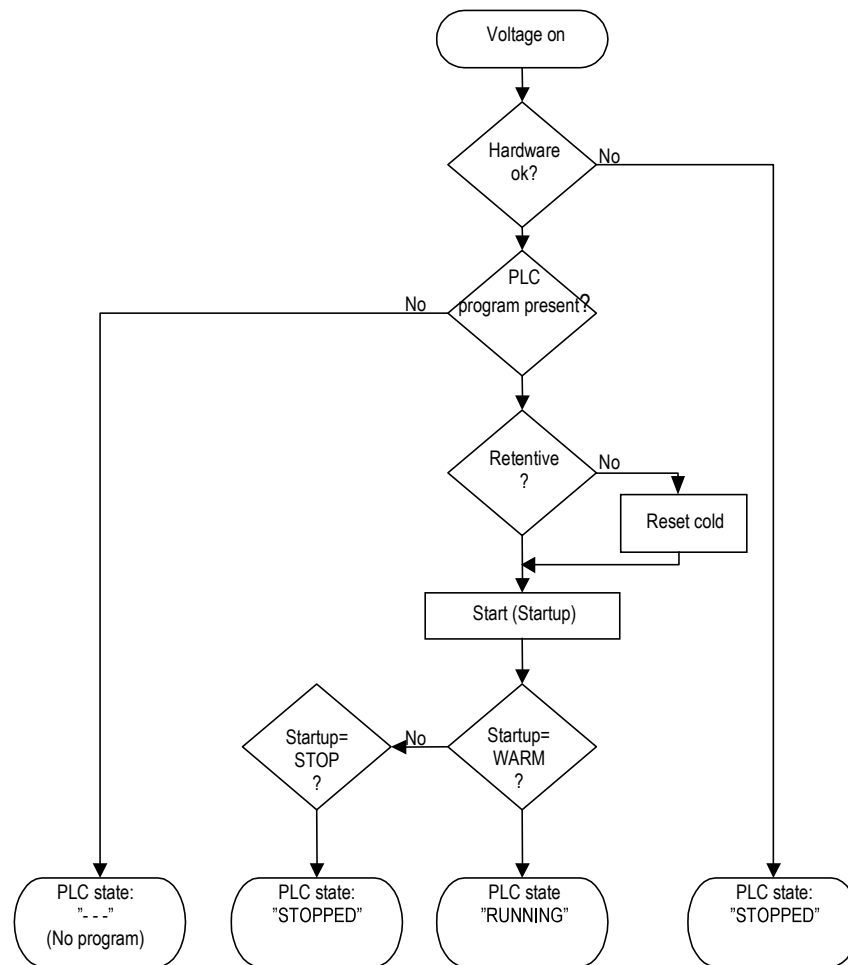 Voltage on
Hardware
ok?
No
PLC
program present?
No
Retentive
?
No
Reset cold
Start (Startup)
Startup=
STOP
?
No
Startup=
WARM
?
PLC state:
"- - -"
(No program)
PLC state:
"STOPPED"
PLC state
"RUNNING"
PLC state:
"STOPPED"